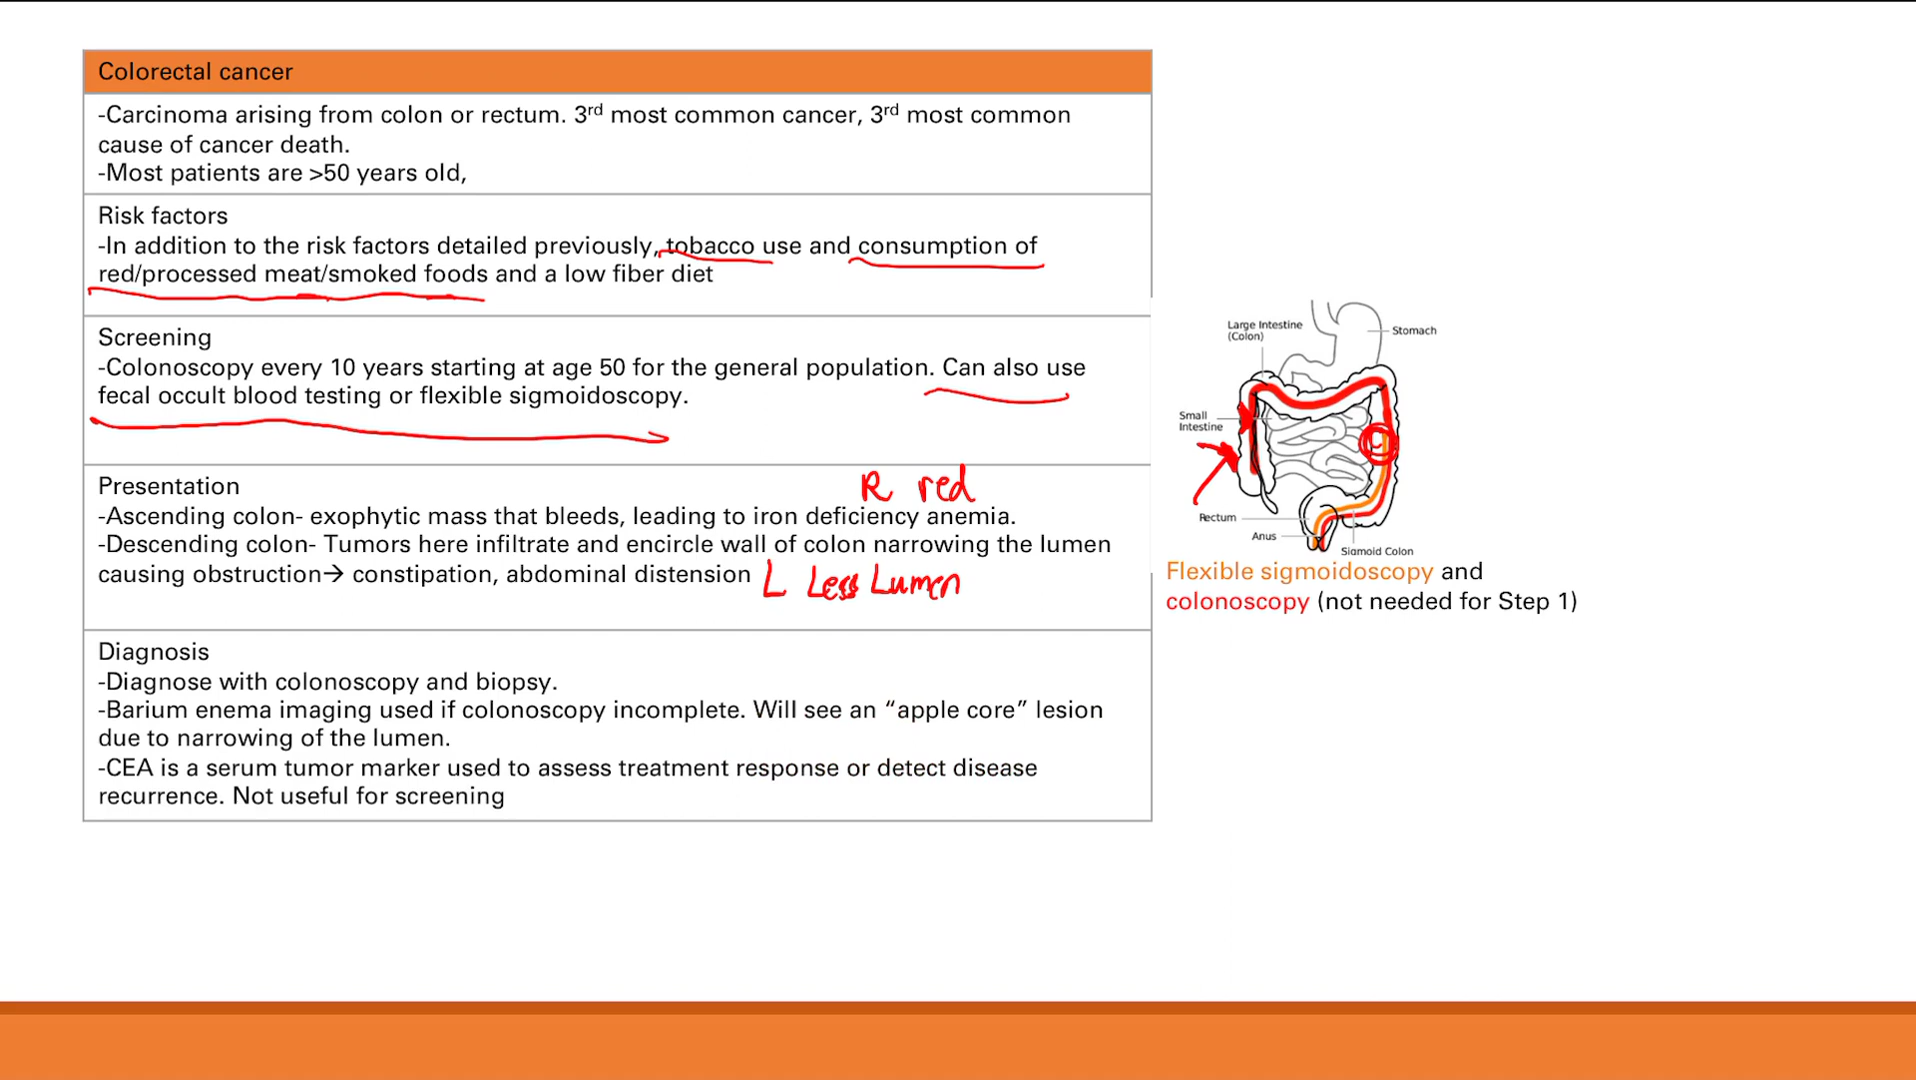 Colorectal cancer
-Carcinoma arising from colon or rectum. 3rd most common cancer, 3rd most common
cause of cancer death.
-Most patients are >50 years old,
Risk factors
-In addition to the risk factors detailed previously, tobacco use and consumption of
red/processed meat/smoked foods and a low fiber diet
Screening
-Colonoscopy every 10 years starting at age 50 for the general population. Can also use
fecal occult blood testing or flexible sigmoidoscopy.
Presentation
R red
-Ascending colon- exophytic mass that bleeds, leading to iron deficiency anemia.
-Descending colon- Tumors here infiltrate and encircle wall of colon narrowing the lumen
causing obstruction→ constipation, abdominal distension
L Less Lumen
Diagnosis
-Diagnose with colonoscopy and biopsy.
-Barium enema imaging used if colonoscopy incomplete. Will see an “apple core” lesion
due to narrowing of the lumen.
-CEA is a serum tumor marker used to assess treatment response or detect disease
recurrence. Not useful for screening
Large Intestine
(Colon)
Stomach
Small
Intestine
Rectum
Anus
Sigmoid Colon
Flexible sigmoidoscopy and
colonoscopy (not needed for Step 1)